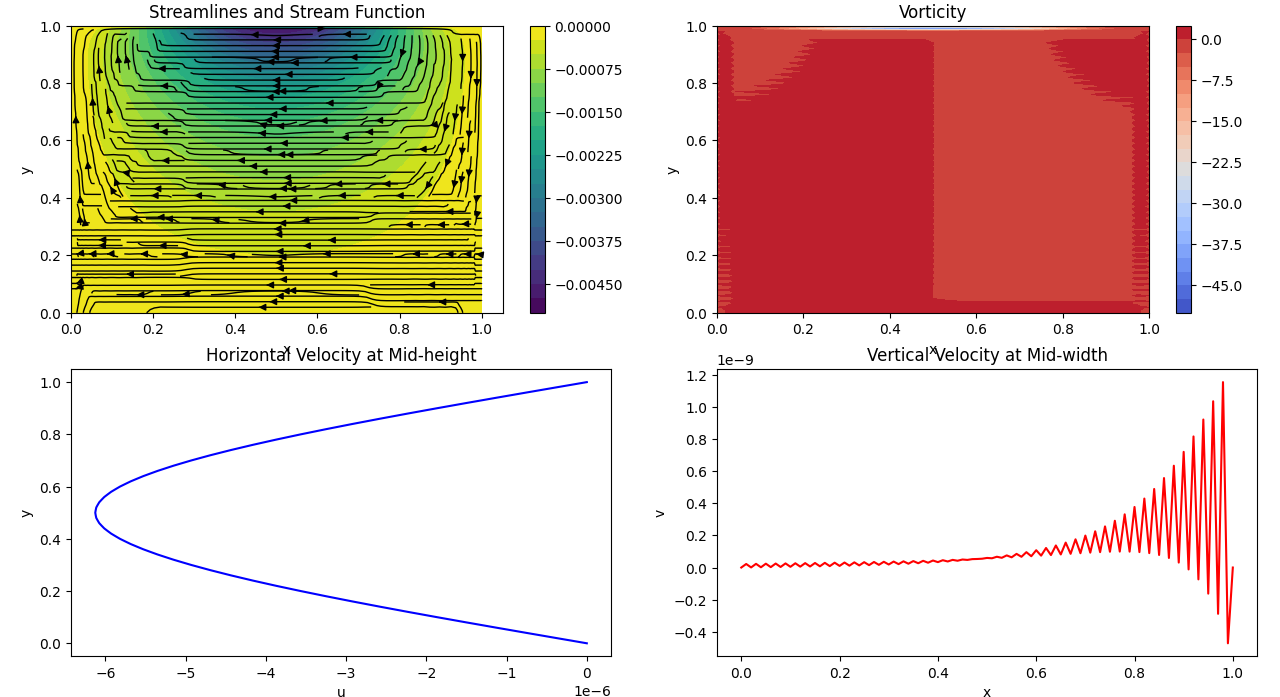 Streamlines and Stream Function
y
1.0
0.8
0.6
0.4
0.2
0.0
0.0 0.2 0.4 0.6 0.8 1.0
x
0.00000
−0.00075
−0.00150
−0.00225
−0.00300
−0.00375
−0.00450
Vorticity
y
1.0
0.8
0.6
0.4
0.2
0.0
0.0 0.2 0.4 0.6 0.8 1.0
x
0.0
−7.5
−15.0
−22.5
−30.0
−37.5
−45.0
Horizontal Velocity at Mid-height
y
1.0
0.8
0.6
0.4
0.2
0.0
−6 −5 −4 −3 −2 −1 0
1e−6
u
Vertical Velocity at Mid-width
1e−9
v
1.2
1.0
0.8
0.6
0.4
0.2
0.0
−0.2
−0.4
0.0 0.2 0.4 0.6 0.8 1.0
x